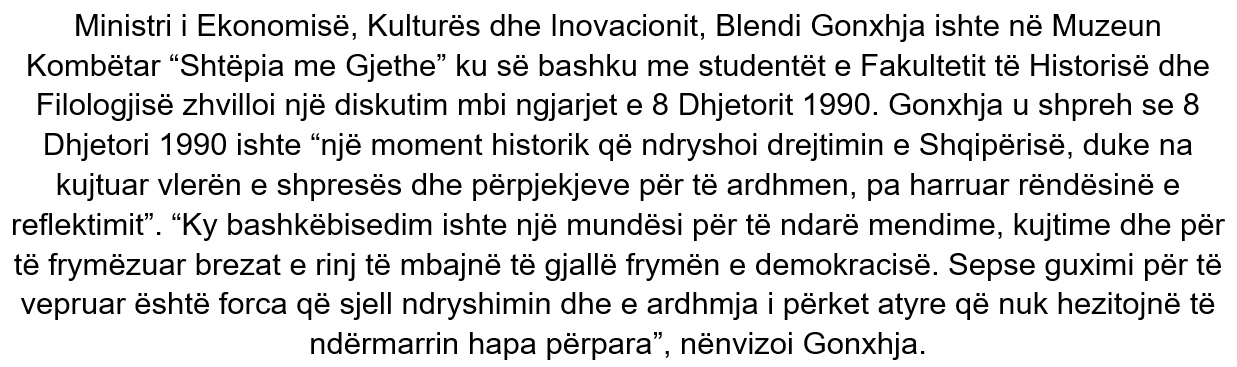 Ministri i Ekonomisë, Kulturës dhe Inovacionit, Blendi Gonxhja ishte në Muzeun
Kombëtar “Shtëpia me Gjethe” ku së bashku me studentët e Fakultetit të Historisë dhe
Filologjisë zhvilloi një diskutim mbi ngjarjet e 8 Dhjetorit 1990. Gonxhja u shpreh se 8
Dhjetori 1990 ishte “një moment historik që ndryshoi drejtimin e Shqipërisë, duke na
kujtuar vlerën e shpresës dhe përpjekjeve për të ardhmen, pa harruar rëndësinë e
reflektimit”. “Ky bashkëbisedim ishte një mundësi për të ndarë mendime, kujtime dhe për
të frymëzuar brezat e rinj të mbajnë të gjallë frymën e demokracisë. Sepse guximi për të
vepruar është forca që sjell ndryshimin dhe e ardhmja i përket atyre që nuk hezitojnë të
ndërmarrin hapa përpara”, nënvizoi Gonxhja.